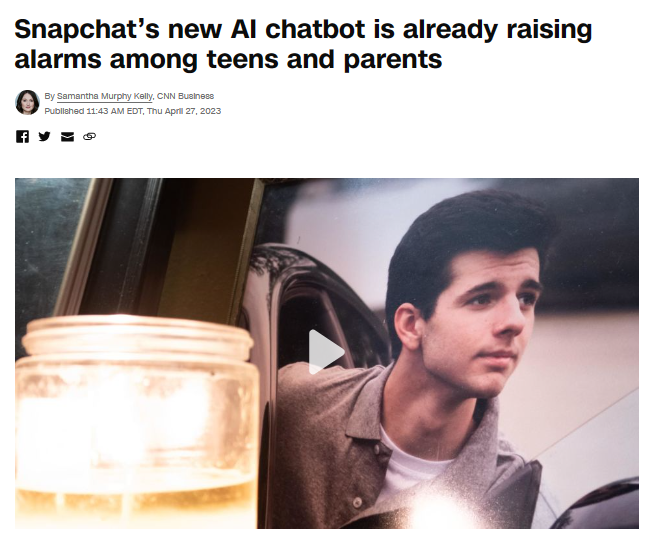 Snapchat’s new AI chatbot is already raising
alarms among teens and parents
By Samantha Murphy Kelly, CNN Business
Published 11:43 AM EDT, Thu April 27, 2023